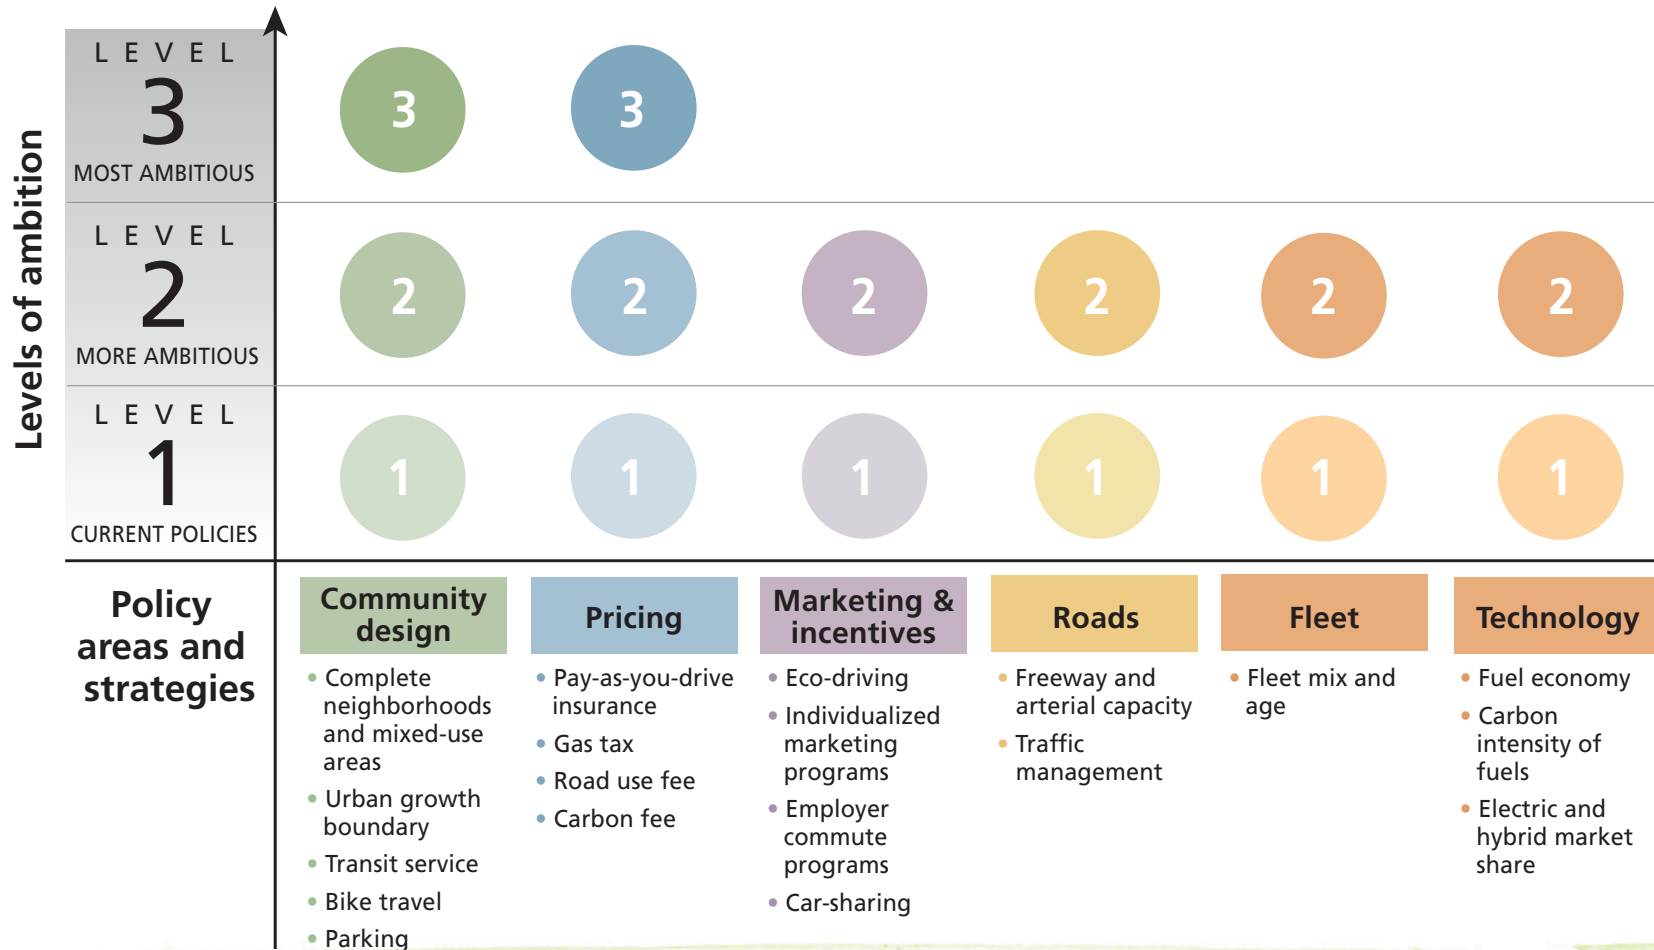 Levels of ambition
LEVEL
3
MOST AMBITIOUS
3
3
LEVEL
2
MORE AMBITIOUS
2
2
2
2
2
2
LEVEL
1
CURRENT POLICIES
1
1
1
1
1
1
Policy
areas and
strategies
Community
design
• Complete
neighborhoods
and mixed-use
areas
• Urban growth
boundary
• Transit service
• Bike travel
• Parking
Pricing
• Pay-as-you-drive
insurance
• Gas tax
• Road use fee
• Carbon fee
Marketing &
incentives
• Eco-driving
• Individualized
marketing
programs
• Employer
commute
programs
• Car-sharing
Roads
• Freeway and
arterial capacity
• Traffic
management
Fleet
• Fleet mix and
age
Technology
• Fuel economy
• Carbon
intensity of
fuels
• Electric and
hybrid market
share